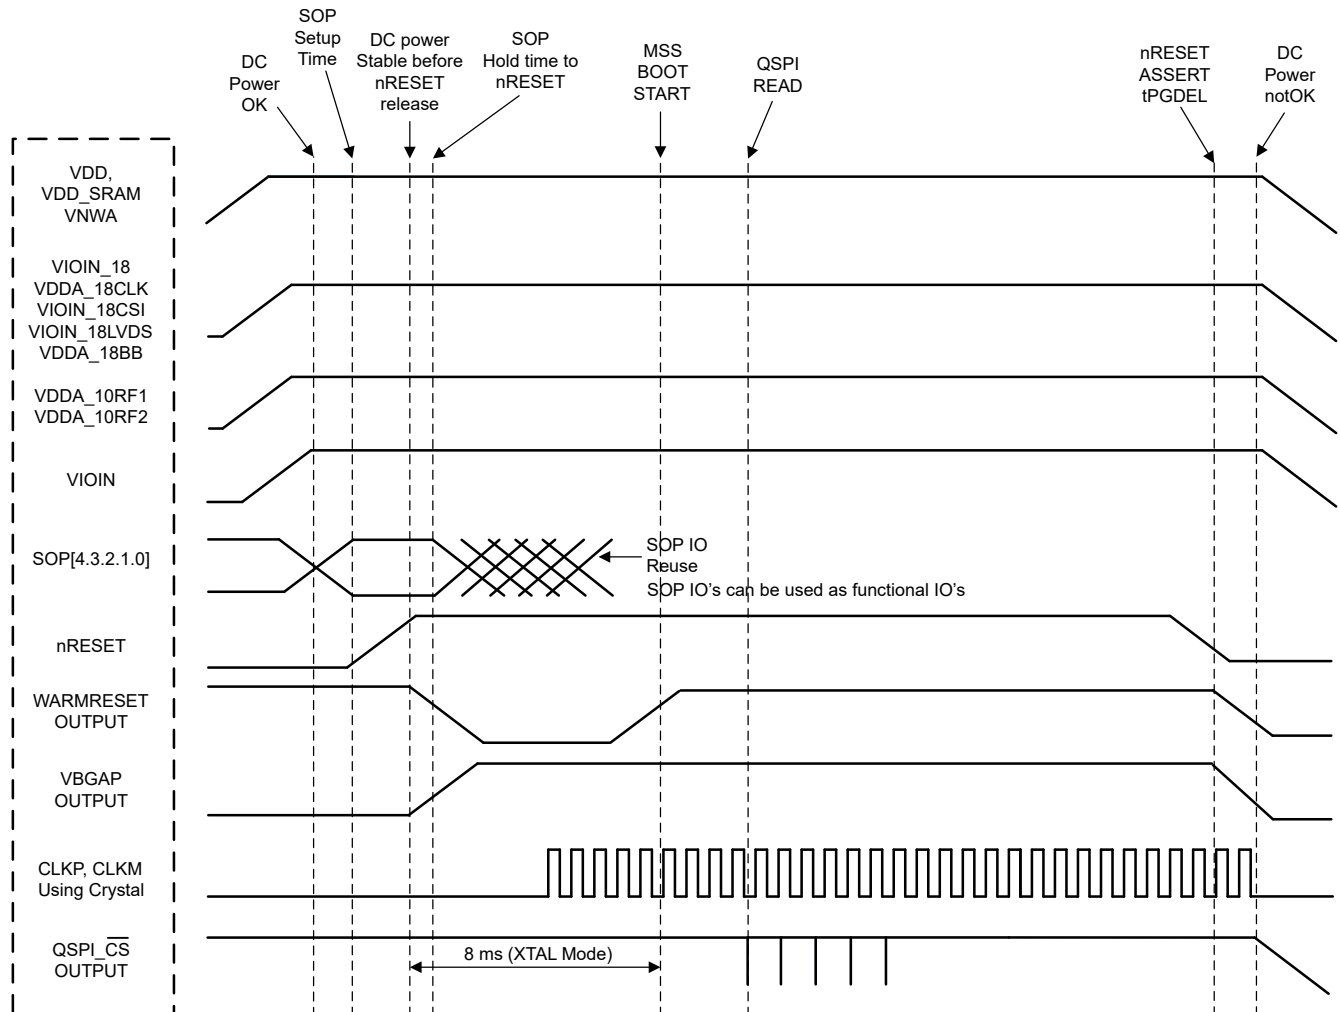 DC
Power
OK
SOP
Setup
Time
DC power
Stable before
nRESET
release
SOP
Hold time to
nRESET
MSS
BOOT
START
QSPI
READ
nRESET
ASSERT
tPGDEL
DC
Power
notOK
VDD,
VDD_SRAM
VNWA
VIOIN_18
VDDA_18CLK
VIOIN_18CSI
VIOIN_18LVDS
VDDA_18BB
VDDA_10RF1
VDDA_10RF2
VIOIN
SOP[4.3.2.1.0]
SOP IO
Reuse
SOP IO's can be used as functional IO's
nRESET
WARMRESET
OUTPUT
VBGAP
OUTPUT
CLKP, CLKM
Using Crystal
QSPI_CS
OUTPUT
8 ms (XTAL Mode)